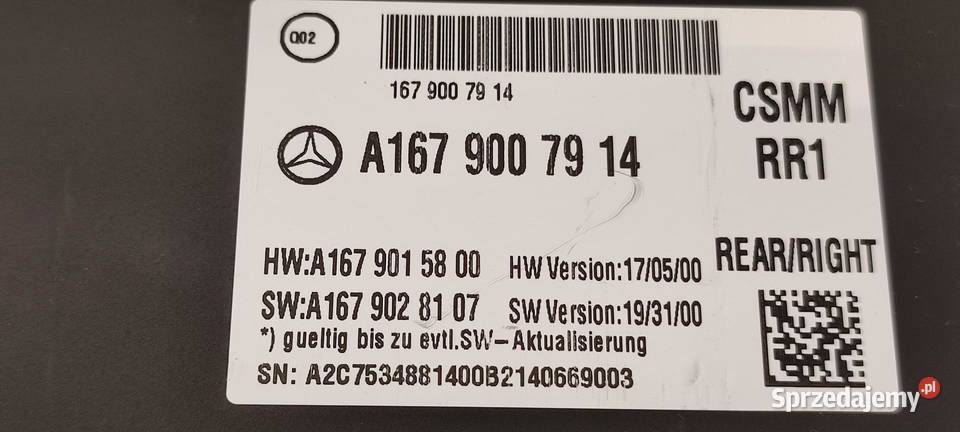 Q02
167 900 79 14
CSMM
RR1
A167 900 79 14
REAR/RIGHT
HW:A167 901 58 00 HW Version:17/05/00
SW:A167 902 81 07 SW Version:19/31/00
*) gueltig bis zu evtl.SW-Aktualisierung
SN: A2C7534881400B2140669003
Sprzedajemy.pl